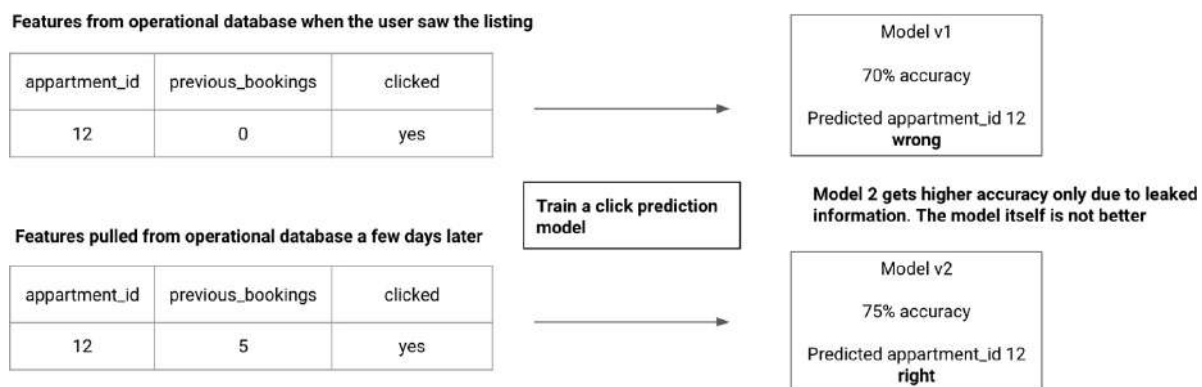 Features from operational database when the user saw the listing
appartment_id previous_bookings clicked
12 0 yes
Model v1
70% accuracy
Predicted appartment_id 12
wrong
Train a click prediction
model
Model 2 gets higher accuracy only due to leaked
information. The model itself is not better
Features pulled from operational database a few days later
appartment_id previous_bookings clicked
12 5 yes
Model v2
75% accuracy
Predicted appartment_id 12
right